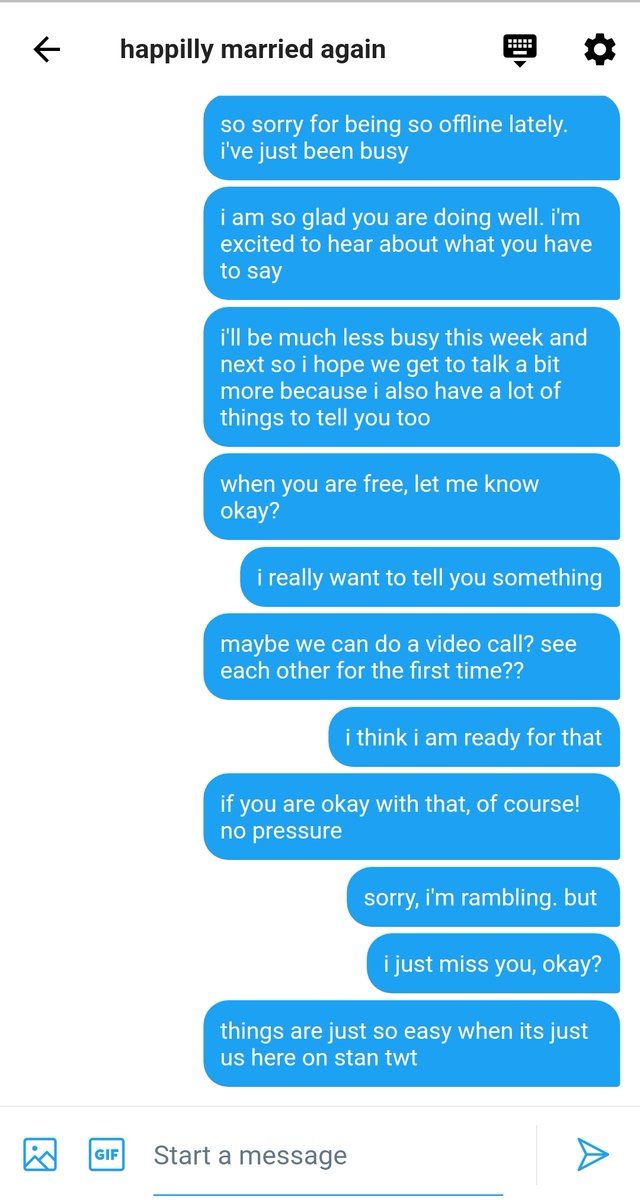 happilly married again
so sorry for being so offline lately.
i've just been busy
i am so glad you are doing well. i'm
excited to hear about what you have
to say
i'll be much less busy this week and
next so i hope we get to talk a bit
more because i also have a lot of
things to tell you too
when you are free, let me know
okay?
i really want to tell you something
maybe we can do a video call? see
each other for the first time??
i think i am ready for that
if you are okay with that, of course!
no pressure
sorry, i'm rambling. but
i just miss you, okay?
things are just so easy when its just
us here on stan twt
GIF
Start a message